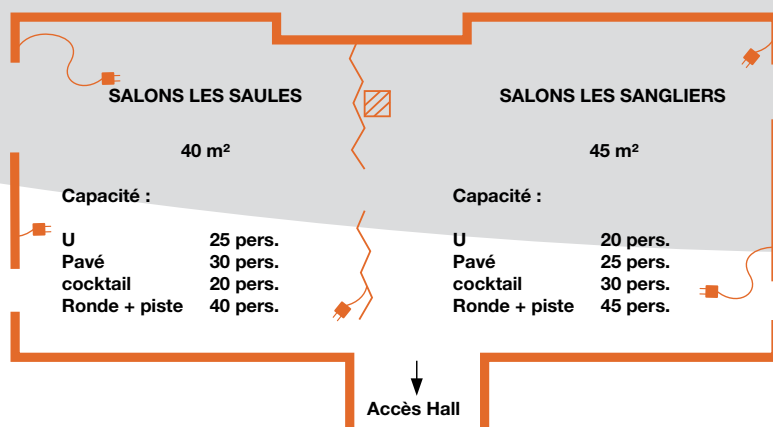 SALONS LES SAULES
40 m²
Capacité :
U 25 pers.
Pavé 30 pers.
cocktail 20 pers.
Ronde + piste 40 pers.
SALONS LES SANGLIERS
45 m²
Capacité :
U 20 pers.
Pavé 25 pers.
cocktail 30 pers.
Ronde + piste 45 pers.
Accès Hall